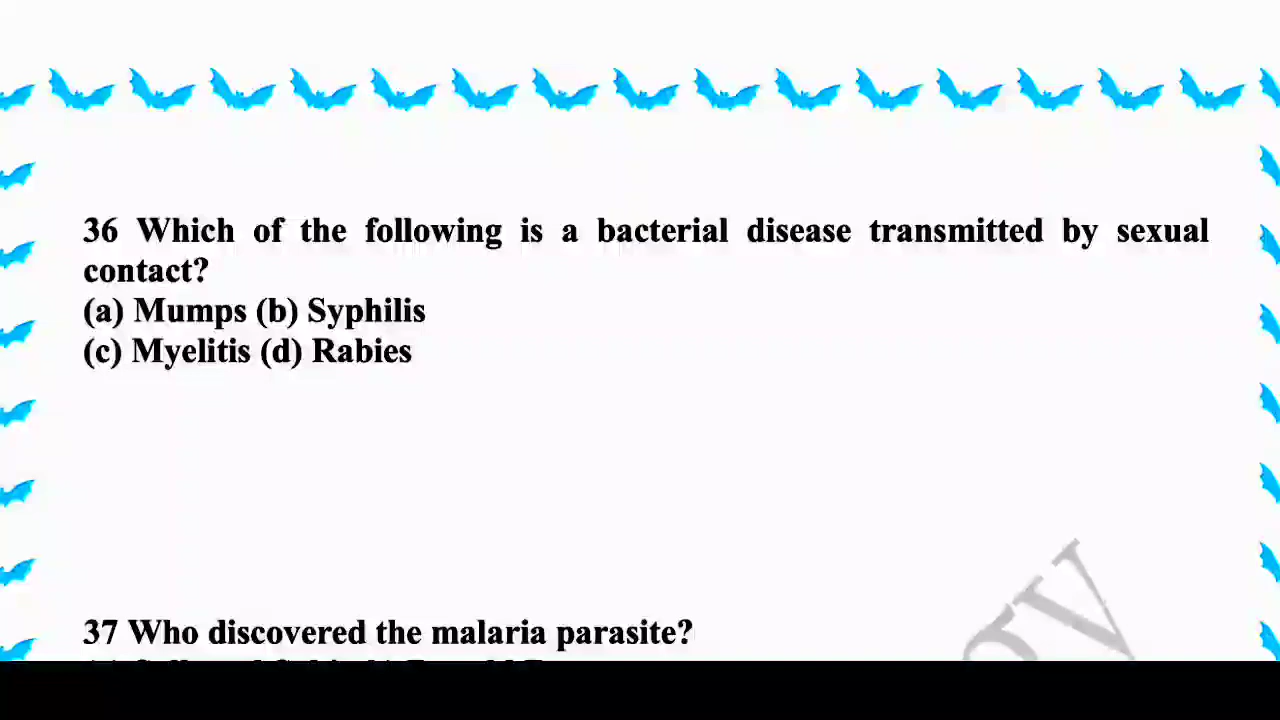 36 Which of the following is a bacterial disease transmitted by sexual
contact?
(a) Mumps (b) Syphilis
(c) Myelitis (d) Rabies
37 Who discovered the malaria parasite?